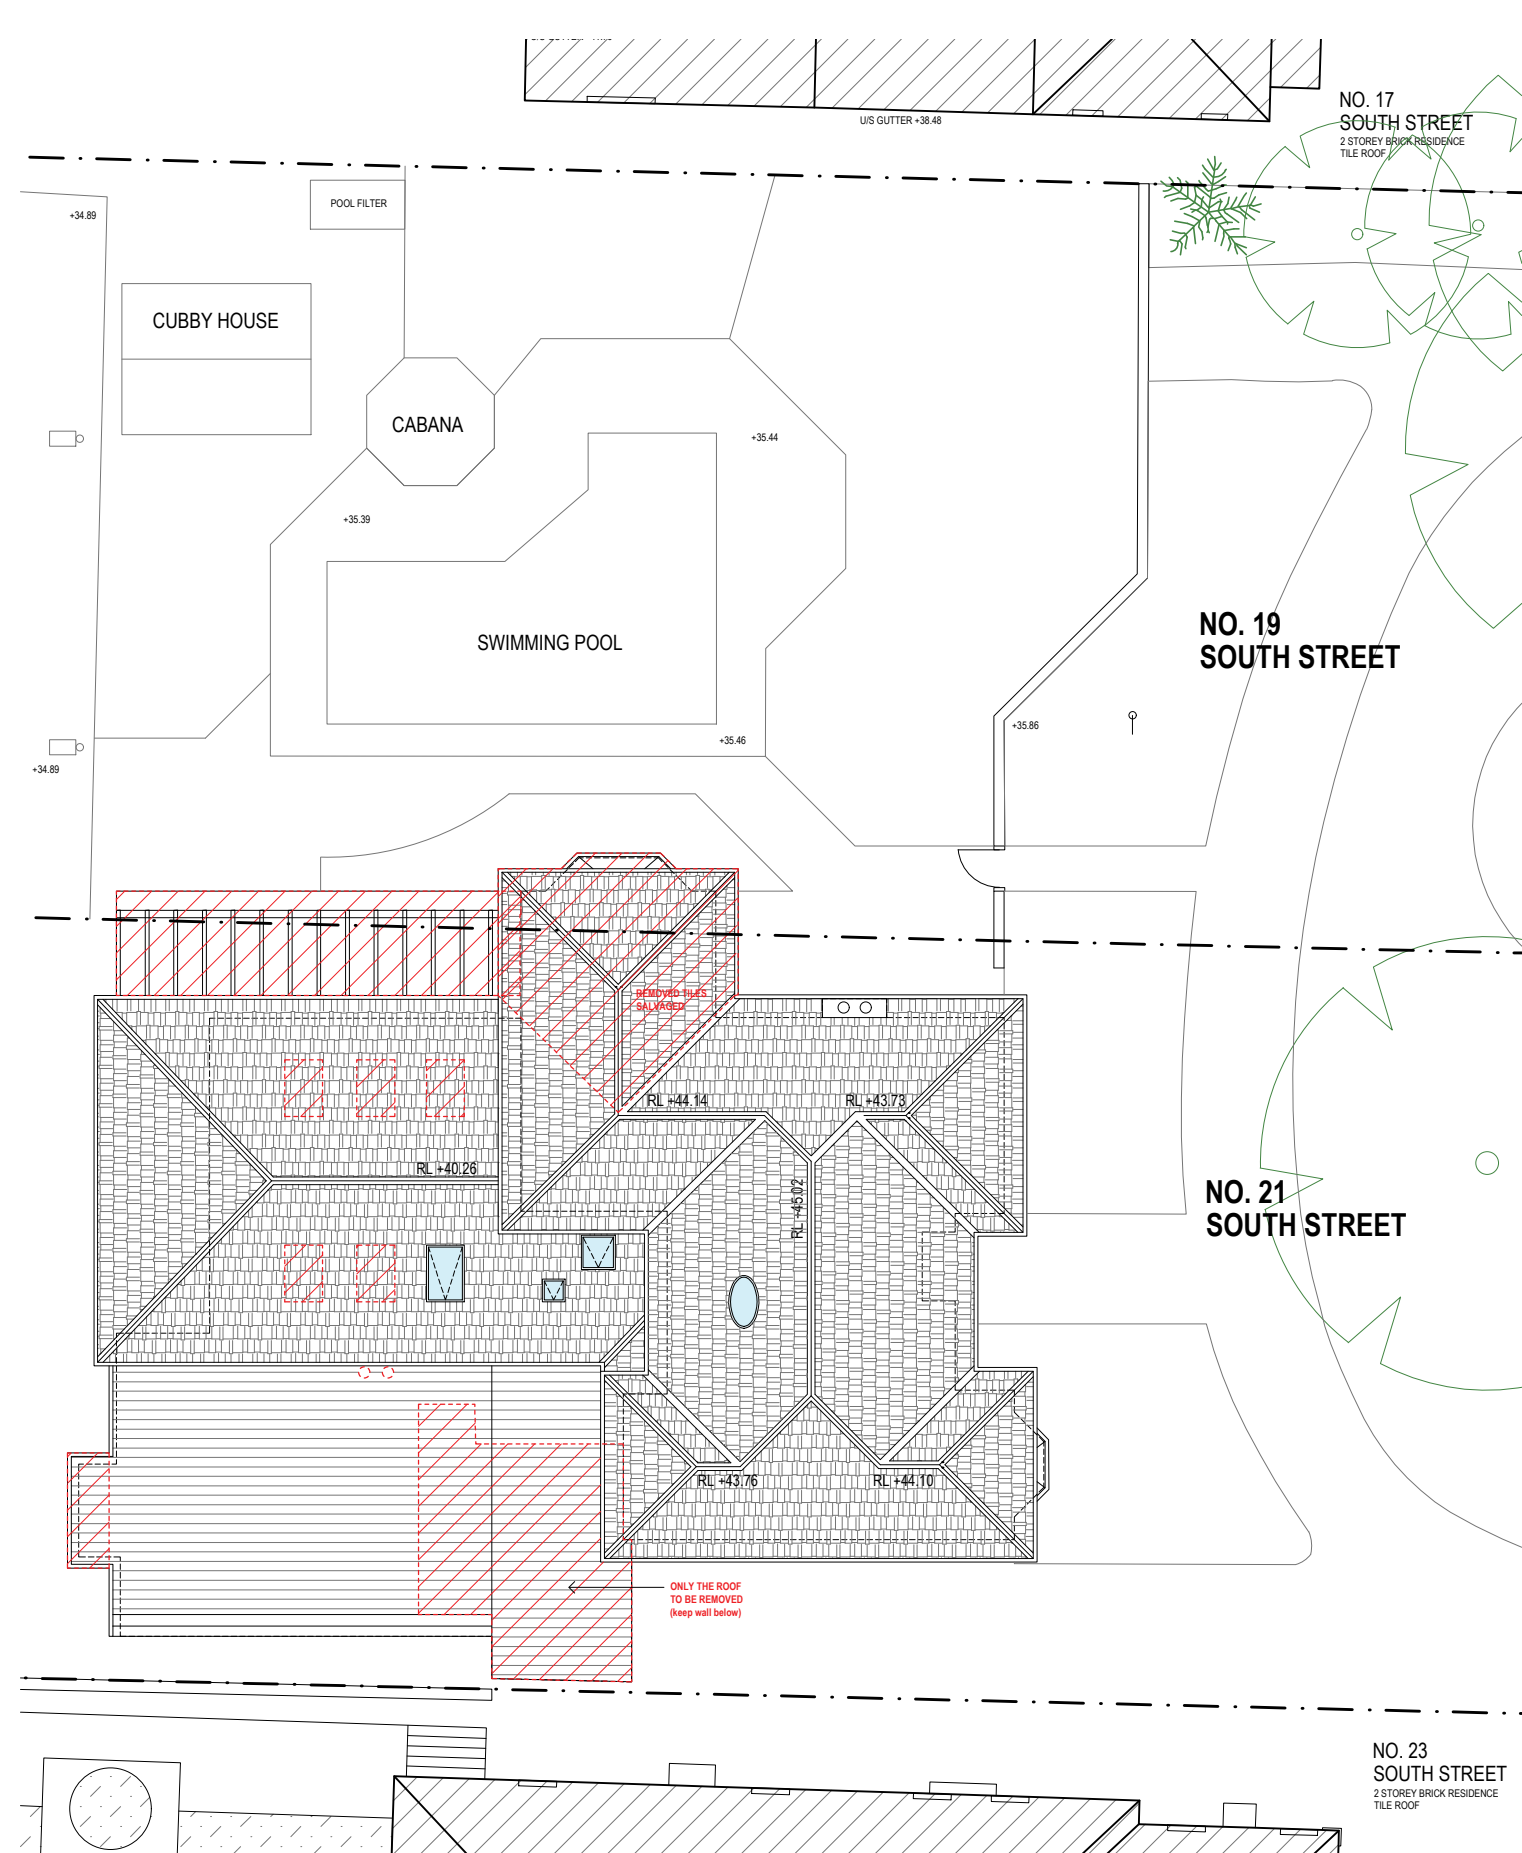 NO. 17
SOUTH STREET
2 STOREY BRICK RESIDENCE
TILE ROOF
U/S GUTTER +38.48
+34.89
POOL FILTER
CUBBY HOUSE
CABANA
+35.44
+35.39
SWIMMING POOL
NO. 19
SOUTH STREET
+35.86
+35.46
+34.89
REMOVED TILES
SALVAGED
RL +44.14
RL +43.73
RL +40.26
RL +45.02
NO. 21
SOUTH STREET
RL +43.76
RL +44.10
ONLY THE ROOF
TO BE REMOVED
(keep wall below)
NO. 23
SOUTH STREET
2 STOREY BRICK RESIDENCE
TILE ROOF